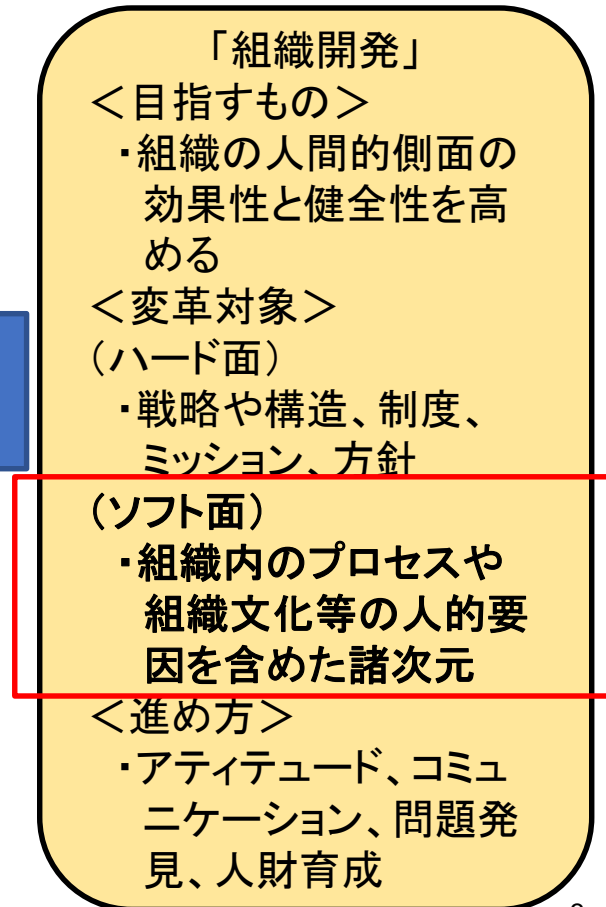 「組織開発」
＜目指すもの＞
・組織の人間的側面の
効果性と健全性を高
める
＜変革対象＞
（ハード面）
・戦略や構造、制度、
ミッション、方針
（ソフト面）
・組織内のプロセスや
組織文化等の人的要
因を含めた諸次元
＜進め方＞
・アティテュード、コミュ
ニケーション、問題発
見、人財育成